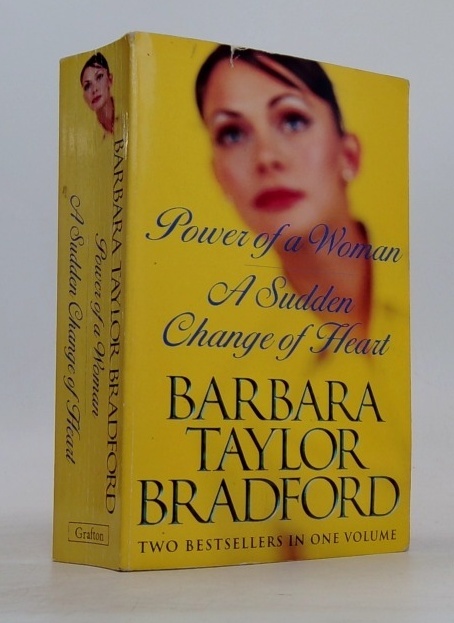 Power of a Woman
A Sudden
Change of Heart
BARBARA
TAYLOR
BRADFORD
TWO BESTSELLERS IN ONE VOLUME
BARBARA TAYLOR BRADFORD
Power of a Woman
A Sudden Change of Heart
Grafton